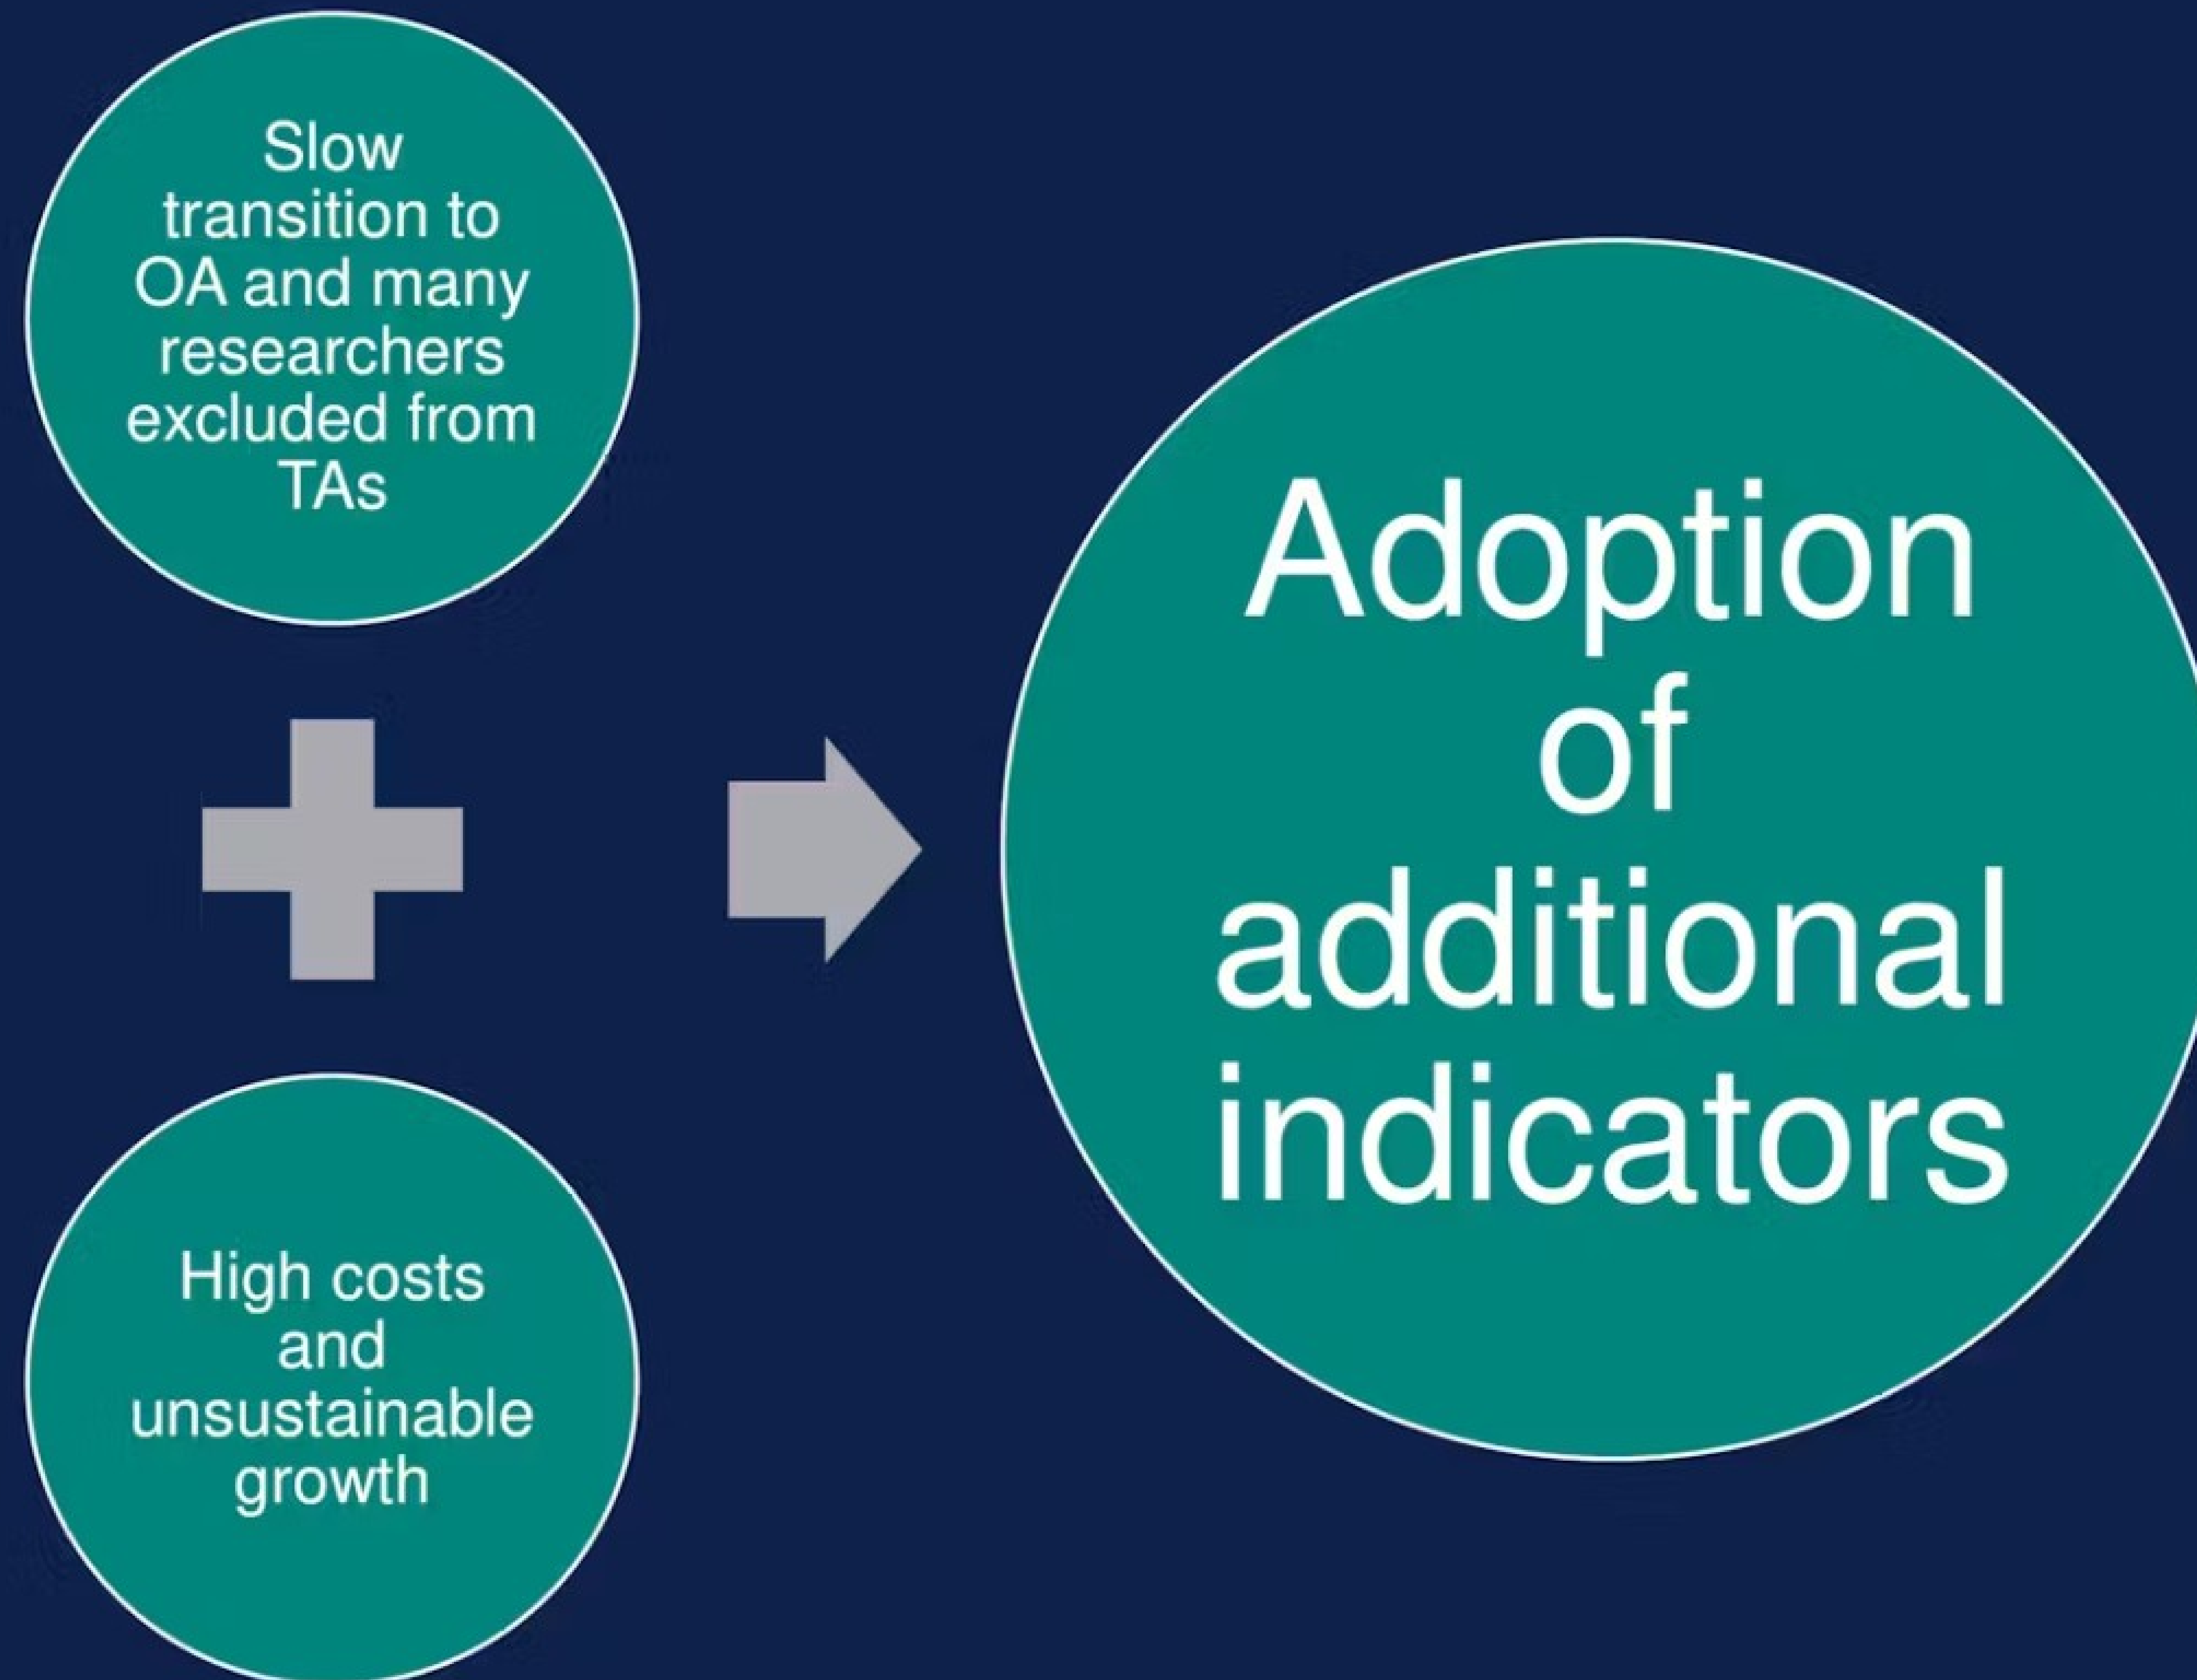 Slow
transition to
OA and many
researchers
excluded from
TAs
High costs
and
unsustainable
growth
Adoption
of
additional
indicators